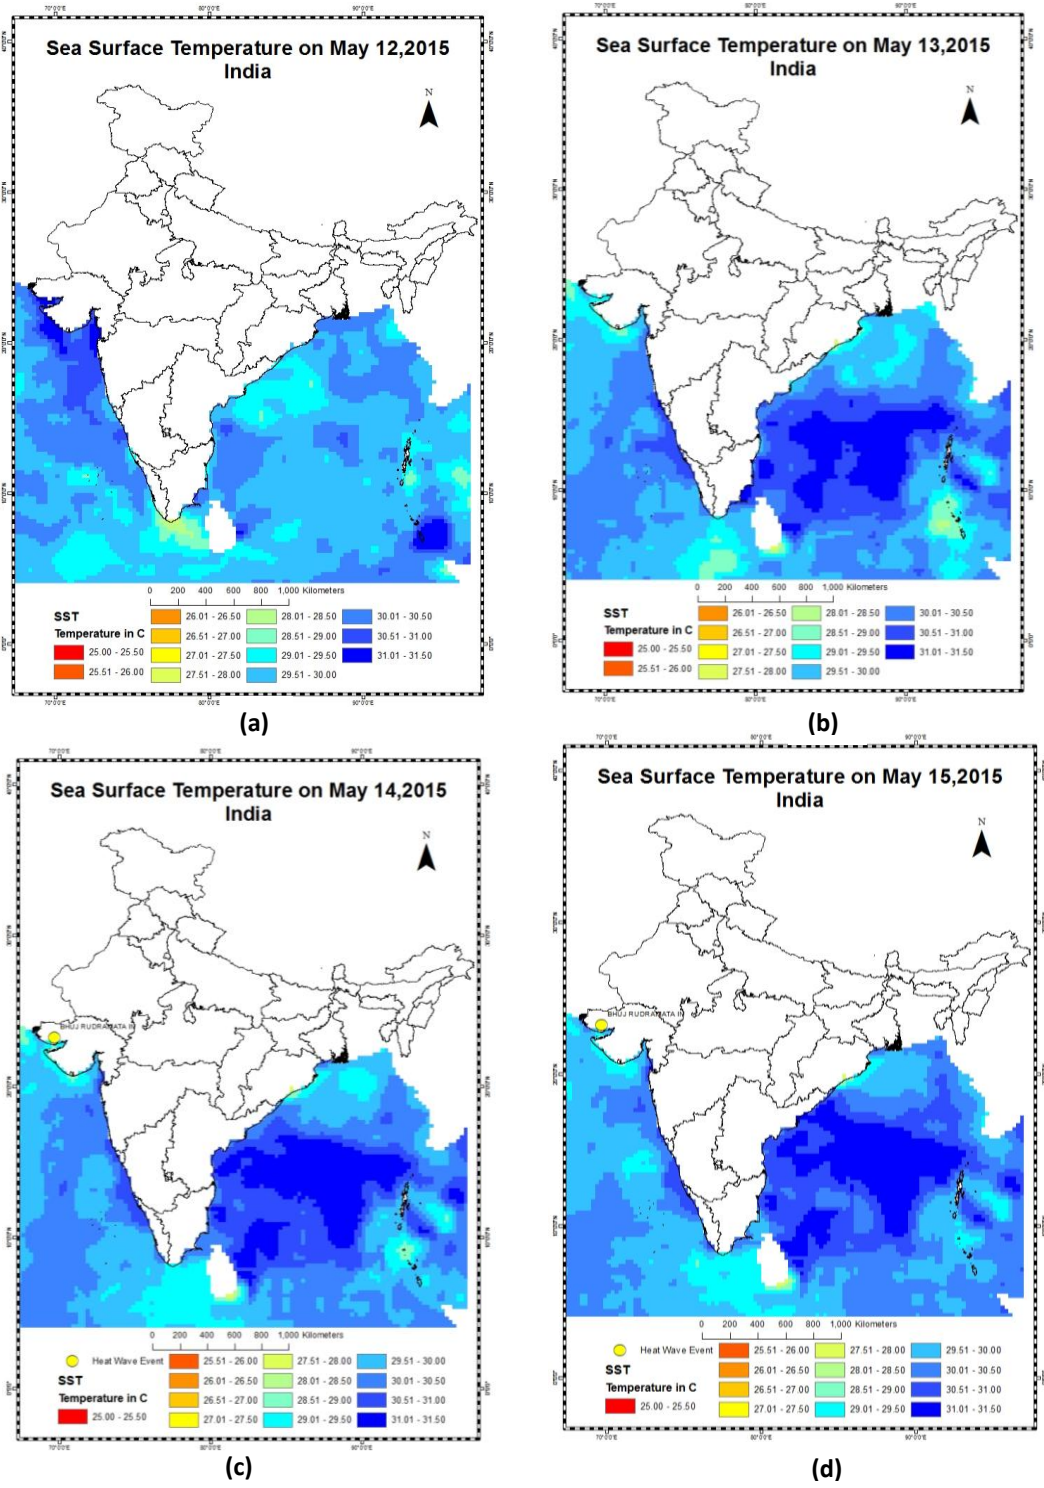 Sea Surface Temperature on May 12,2015
India
N
0 200 400 600 800 1,000 Kilometers
SST
Temperature in C
25.00 - 25.50
25.51 - 26.00
26.01 - 26.50
26.51 - 27.00
27.01 - 27.50
27.51 - 28.00
28.01 - 28.50
28.51 - 29.00
29.01 - 29.50
29.51 - 30.00
30.01 - 30.50
30.51 - 31.00
31.01 - 31.50
(a)
Sea Surface Temperature on May 13,2015
India
N
0 200 400 600 800 1,000 Kilometers
SST
Temperature in C
25.00 - 25.50
25.51 - 26.00
26.01 - 26.50
26.51 - 27.00
27.01 - 27.50
27.51 - 28.00
28.01 - 28.50
28.51 - 29.00
29.01 - 29.50
29.51 - 30.00
30.01 - 30.50
30.51 - 31.00
31.01 - 31.50
(b)
Sea Surface Temperature on May 14,2015
India
N
BHUJ RUDRAMATA IN
0 200 400 600 800 1,000 Kilometers
Heat Wave Event
SST
Temperature in C
25.00 - 25.50
25.51 - 26.00
26.01 - 26.50
26.51 - 27.00
27.01 - 27.50
27.51 - 28.00
28.01 - 28.50
28.51 - 29.00
29.01 - 29.50
29.51 - 30.00
30.01 - 30.50
30.51 - 31.00
31.01 - 31.50
(c)
Sea Surface Temperature on May 15,2015
India
N
BHUJ RUDRAMATA IN
0 200 400 600 800 1,000 Kilometers
Heat Wave Event
SST
Temperature in C
25.00 - 25.50
25.51 - 26.00
26.01 - 26.50
26.51 - 27.00
27.01 - 27.50
27.51 - 28.00
28.01 - 28.50
28.51 - 29.00
29.01 - 29.50
29.51 - 30.00
30.01 - 30.50
30.51 - 31.00
31.01 - 31.50
(d)